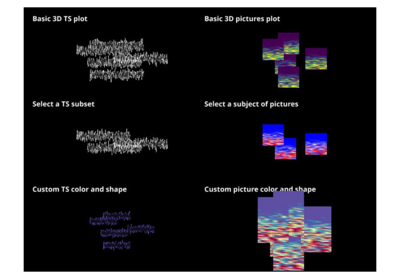 Basic 3D TS plot
Basic 3D pictures plot
Select a TS subset
Select a subject of pictures
Custom TS color and shape
Custom picture color and shape